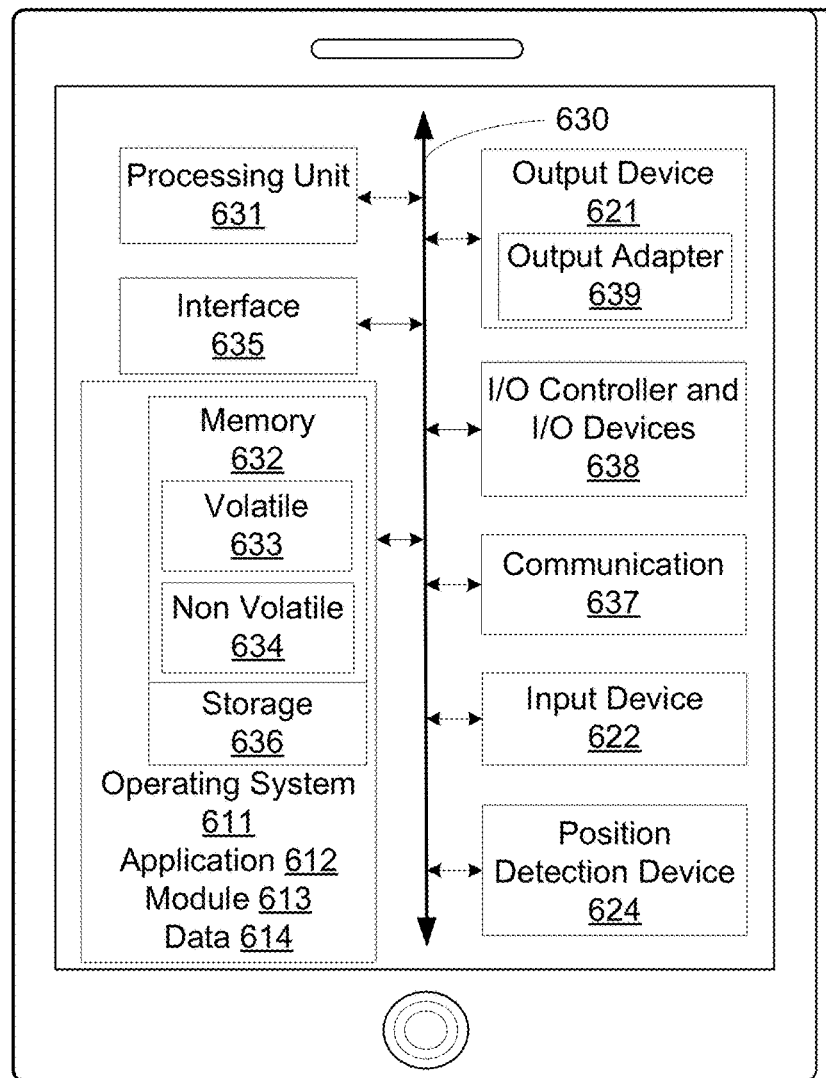 630
Processing Unit
631
Interface
635
Memory
632
Volatile
633
Non Volatile
634
Storage
636
Operating System
611
Application 612
Module 613
Data 614
Output Device
621
Output Adapter
639
I/O Controller and
I/O Devices
638
Communication
637
Input Device
622
Position
Detection Device
624